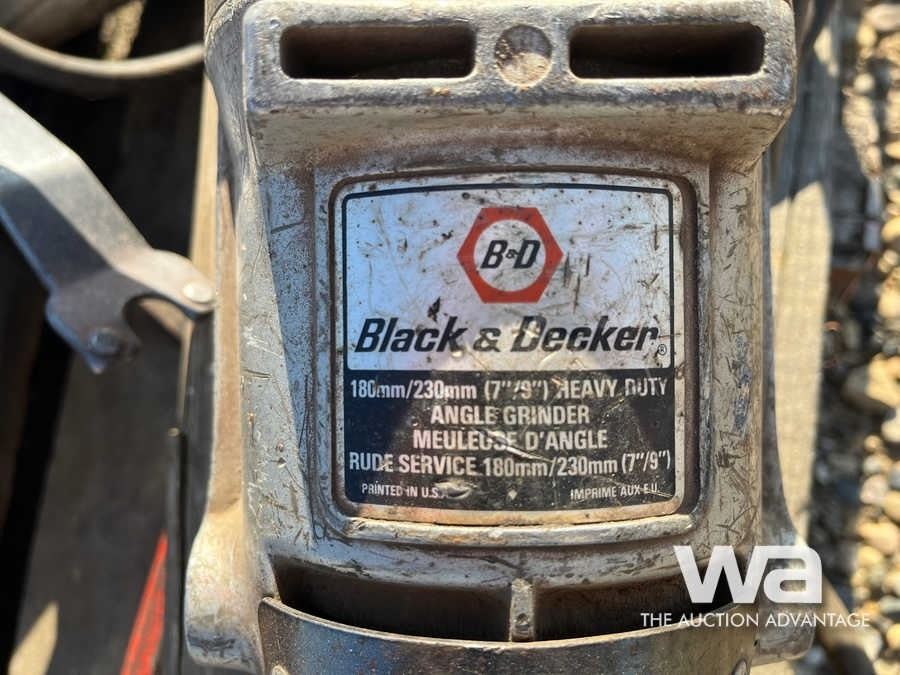 B&D
Black & Decker®
180mm/230mm (7"/9") HEAVY DUTY
ANGLE GRINDER
MEULEUSE D'ANGLE
RUDE SERVICE 180mm/230mm (7"/9")
PRINTED IN U.S.A. IMPRIME AUX E.U.
wa
THE AUCTION ADVANTAGE